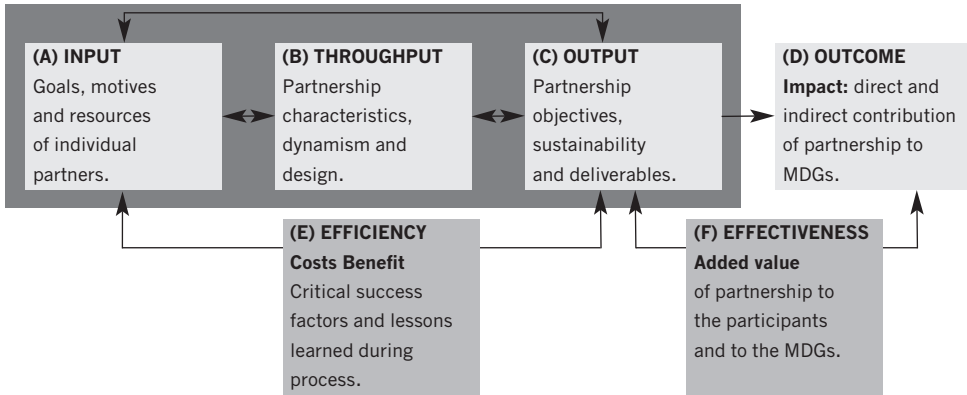 (A) INPUT
Goals, motives
and resources
of individual
partners.
(B) THROUGHPUT
Partnership
characteristics,
dynamism and
design.
(C) OUTPUT
Partnership
objectives,
sustainability
and deliverables.
(D) OUTCOME
Impact: direct and
indirect contribution
of partnership to
MDGs.
(E) EFFICIENCY
Costs Benefit
Critical success
factors and lessons
learned during
process.
(F) EFFECTIVENESS
Added value
of partnership to
the participants
and to the MDGs.